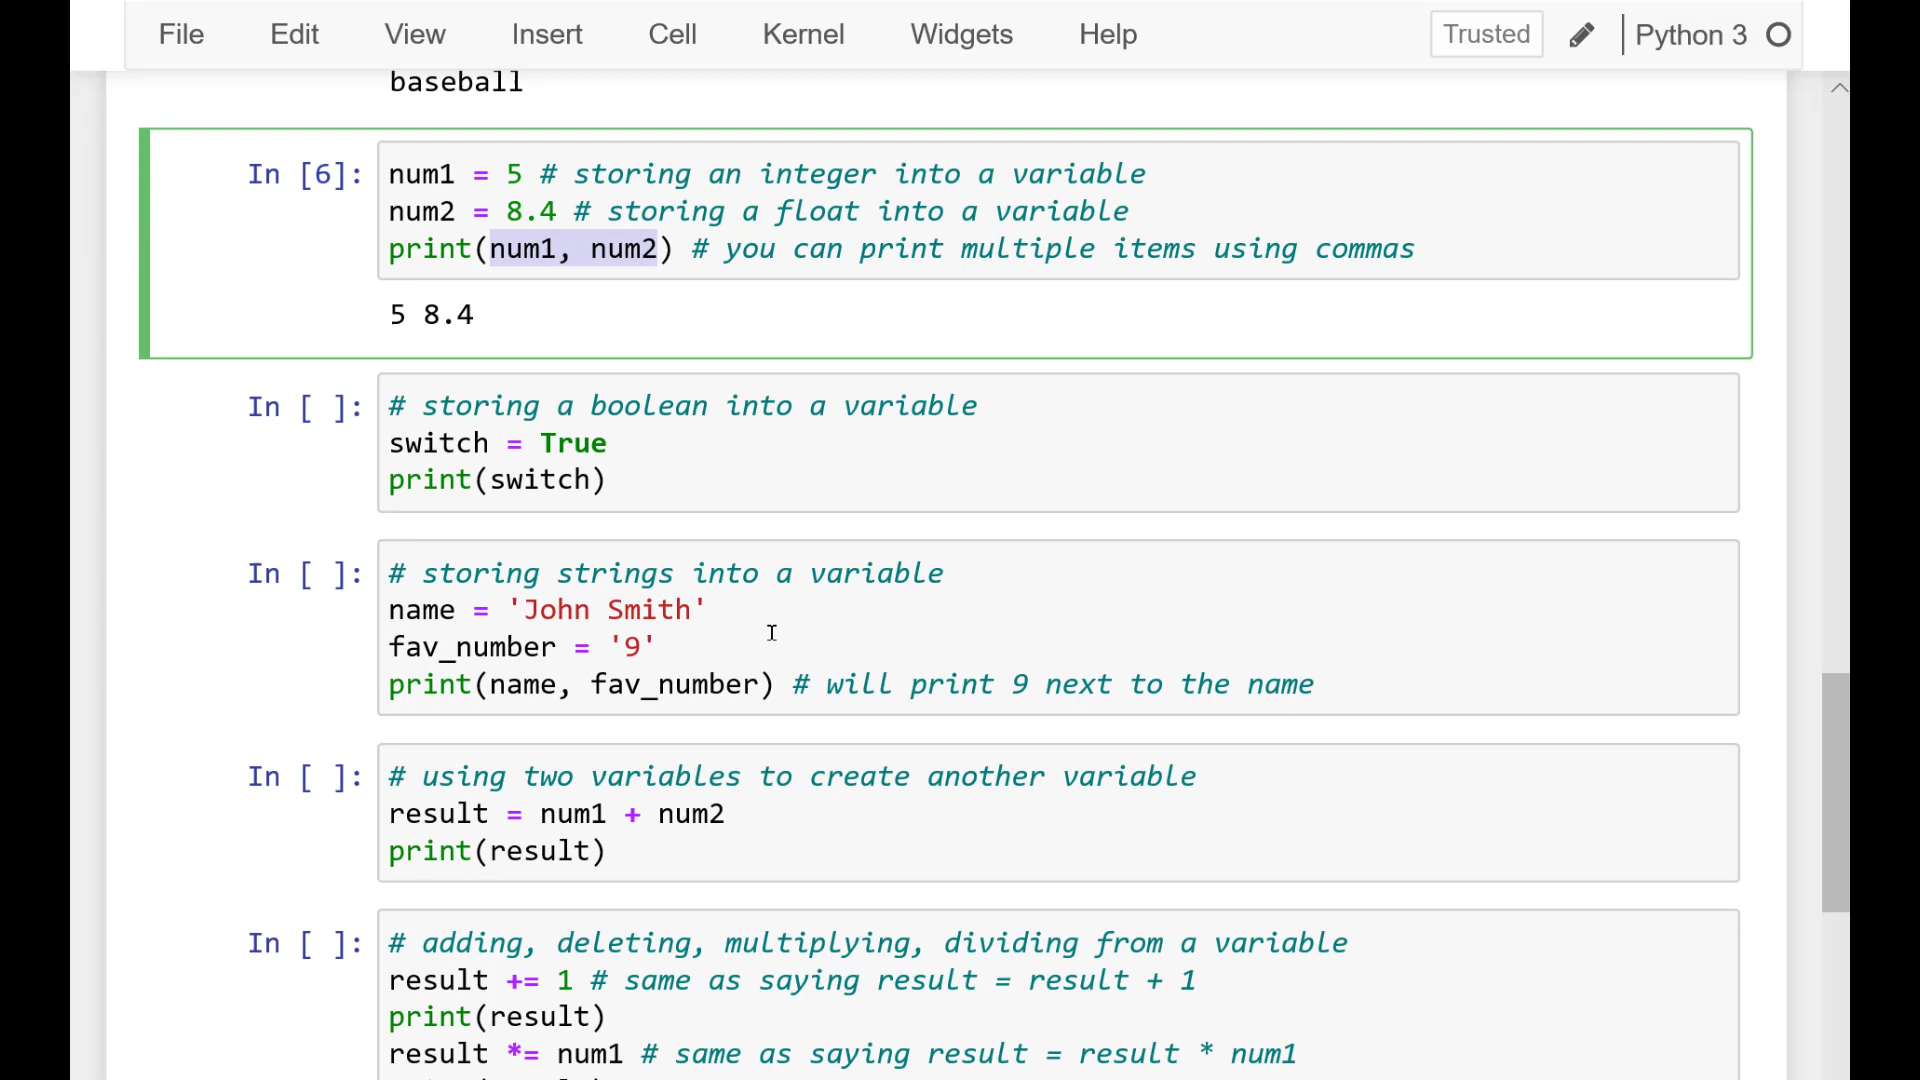 File Edit View Insert Cell Kernel Widgets Help Trusted Python 3
baseball
In [6]: num1 = 5 # storing an integer into a variable
num2 = 8.4 # storing a float into a variable
print(num1, num2) # you can print multiple items using commas
5 8.4
In [ ]: # storing a boolean into a variable
switch = True
print(switch)
In [ ]: # storing strings into a variable
name = 'John Smith'
fav_number = '9'
print(name, fav_number) # will print 9 next to the name
In [ ]: # using two variables to create another variable
result = num1 + num2
print(result)
In [ ]: # adding, deleting, multiplying, dividing from a variable
result += 1 # same as saying result = result + 1
print(result)
result *= num1 # same as saying result = result * num1